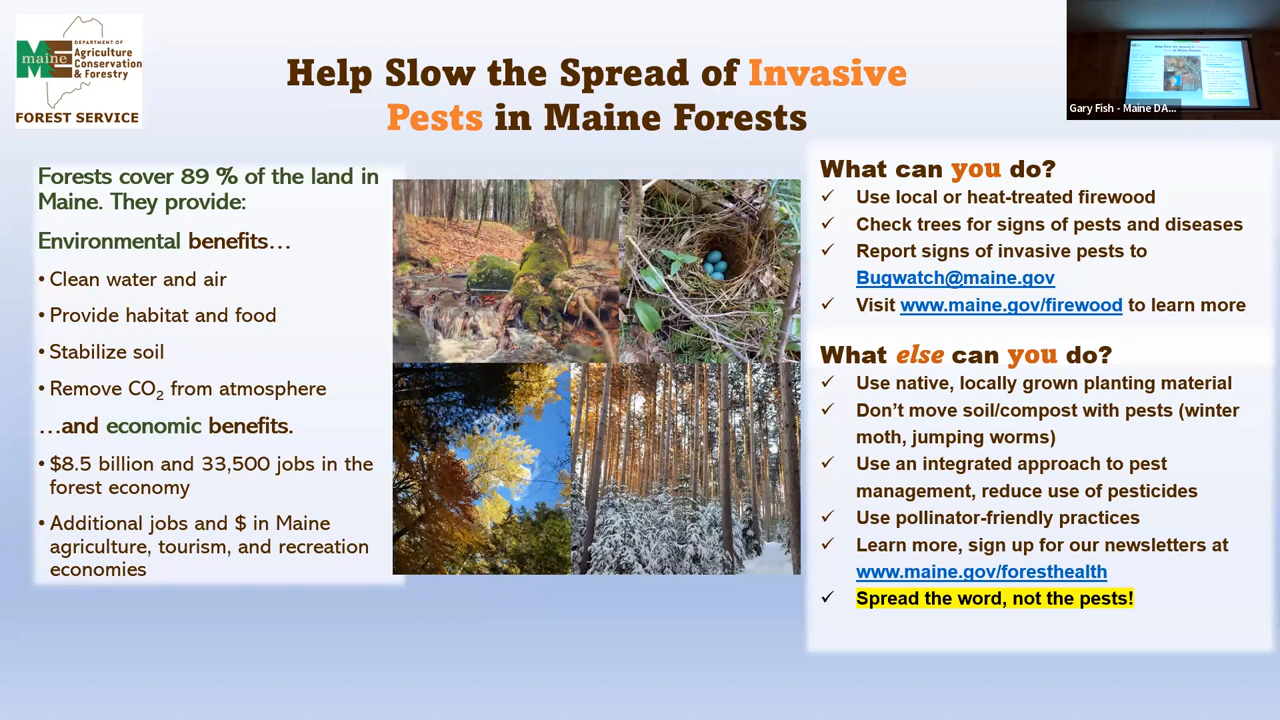 DEPARTMENT OF
maine
Agriculture
Conservation
& Forestry
FOREST SERVICE
Help Slow the Spread of Invasive
Pests in Maine Forests
Gary Fish - Maine DA...
Forests cover 89 % of the land in
Maine. They provide:
Environmental benefits…
• Clean water and air
• Provide habitat and food
• Stabilize soil
• Remove CO₂ from atmosphere
…and economic benefits.
• $8.5 billion and 33,500 jobs in the
forest economy
• Additional jobs and $ in Maine
agriculture, tourism, and recreation
economies
What can you do?
✓ Use local or heat-treated firewood
✓ Check trees for signs of pests and diseases
✓ Report signs of invasive pests to
Bugwatch@maine.gov
✓ Visit www.maine.gov/firewood to learn more
What else can you do?
✓ Use native, locally grown planting material
✓ Don’t move soil/compost with pests (winter
moth, jumping worms)
✓ Use an integrated approach to pest
management, reduce use of pesticides
✓ Use pollinator-friendly practices
✓ Learn more, sign up for our newsletters at
www.maine.gov/foresthealth
✓ Spread the word, not the pests!